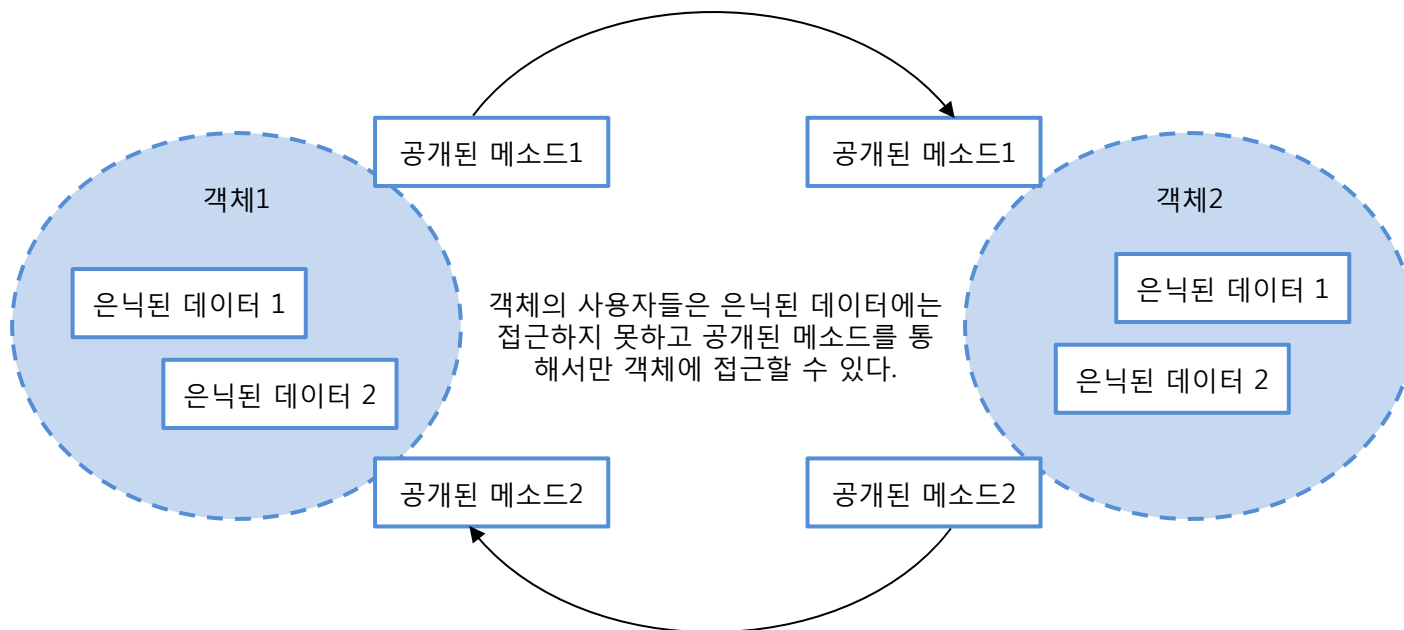 공개된 메소드1
공개된 메소드1
객체1
객체2
은닉된 데이터 1
은닉된 데이터 1
객체의 사용자들은 은닉된 데이터에는
접근하지 못하고 공개된 메소드를 통
해서만 객체에 접근할 수 있다.
은닉된 데이터 2
은닉된 데이터 2
공개된 메소드2
공개된 메소드2